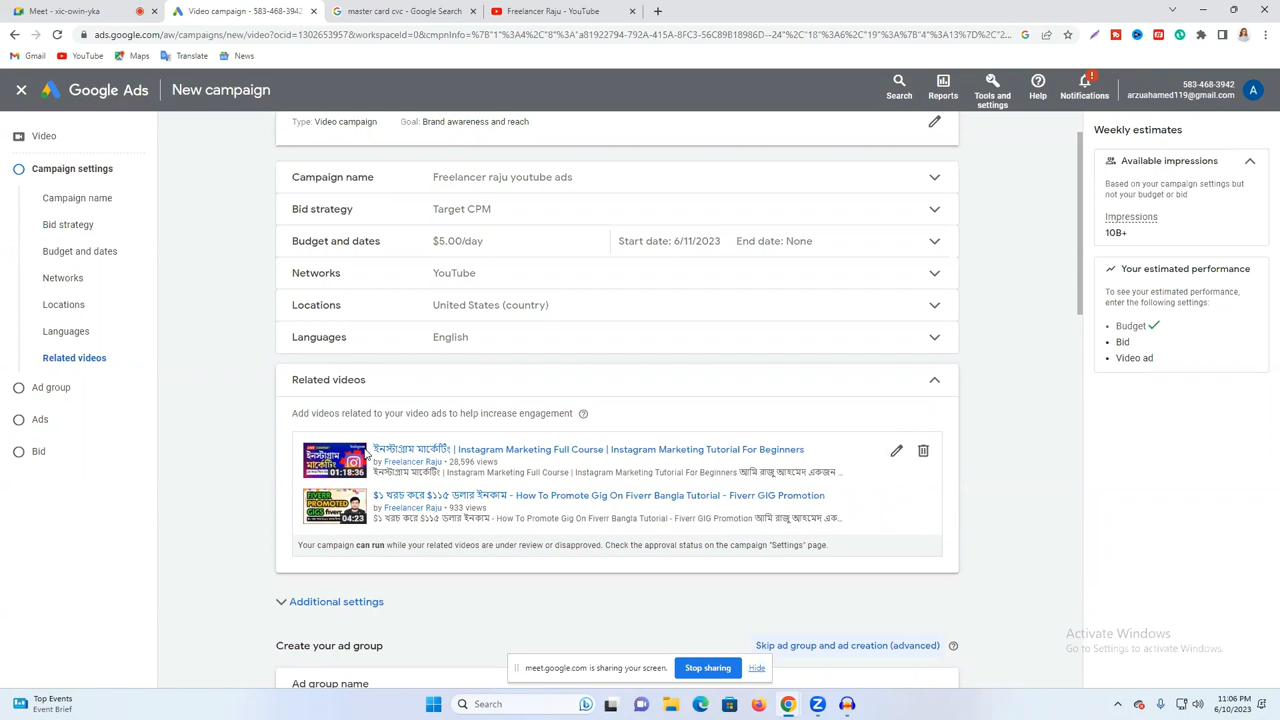 Meet - xic-owin-yka
Video campaign - 583-468-3942
master card cvc - Google Search
Freelancer Raju - YouTube
ads.google.com/aw/campaigns/new/video?ocid=1302653957&workspaceId=0&cmpnInfo=%7B"1"%3A4%2C"8"%3A"a81922794-792A-415A-8FC3-56C89B18986D--24"%2C"18"%3A6%2C"19"%3A%7B"4"%3A13%7D%2C"2...
Gmail
YouTube
Maps
Translate
News
Google Ads
New campaign
Search
Reports
Tools and settings
Help
Notifications
583-468-3942
arzuahamed119@gmail.com
A
Video
Campaign settings
Campaign name
Bid strategy
Budget and dates
Networks
Locations
Languages
Related videos
Ad group
Ads
Bid
Type: Video campaign Goal: Brand awareness and reach
Campaign name Freelancer raju youtube ads
Bid strategy Target CPM
Budget and dates $5.00/day Start date: 6/11/2023 End date: None
Networks YouTube
Locations United States (country)
Languages English
Related videos
Add videos related to your video ads to help increase engagement
ইনস্টাগ্রাম মার্কেটিং
01:18:36
ইনস্টাগ্রাম মার্কেটিং | Instagram Marketing Full Course | Instagram Marketing Tutorial For Beginners
by Freelancer Raju • 28,596 views
ইনস্টাগ্রাম মার্কেটিং | Instagram Marketing Full Course | Instagram Marketing Tutorial For Beginners আমি রাজু আহমেদ একজন ...
FIVERR
PROMOTED
GIGS fiverr
04:23
$১ খরচ করে $১১৫ ডলার ইনকাম - How To Promote Gig On Fiverr Bangla Tutorial - Fiverr GIG Promotion
by Freelancer Raju • 933 views
$১ খরচ করে $১১৫ ডলার ইনকাম - How To Promote Gig On Fiverr Bangla Tutorial - Fiverr GIG Promotion আমি রাজু আহমেদ এক...
Your campaign can run while your related videos are under review or disapproved. Check the approval status on the campaign "Settings" page.
Additional settings
Create your ad group
Skip ad group and ad creation (advanced)
Ad group name
Weekly estimates
Available impressions
Based on your campaign settings but
not your budget or bid
Impressions
10B+
Your estimated performance
To see your estimated performance,
enter the following settings:
• Budget
• Bid
• Video ad
Activate Windows
Go to Settings to activate Windows.
meet.google.com is sharing your screen.
Stop sharing
Hide
Top Events
Event Brief
Search
11:06 PM
6/10/2023